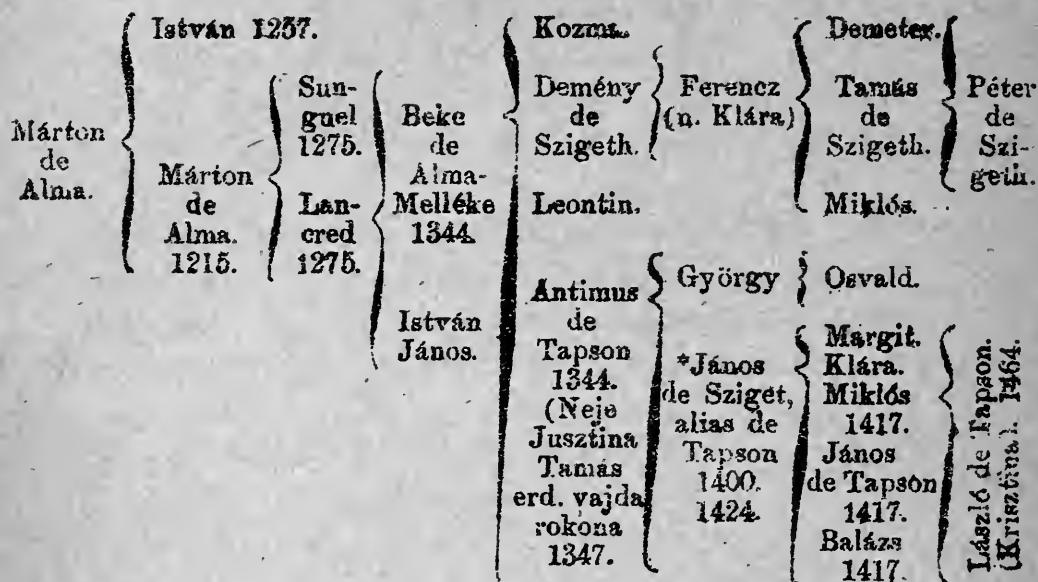 Márton
de
Alma.
István 1257.
Márton
de
Alma.
1215.
Sun-
guel
1275.
Lan-
cred
1275.
Beke
de
Alma-
Melléke
1344.
István
János.
Kozma.
Demény
de
Szigeth.
Leontin.
Antimus
de
Tapson
1344.
(Neje
Jusztina
Tamás
erd. vajda
rokona
1347.
Ferencz
(n. Klára)
György
*János
de Sziget,
alias de
Tapson
1400.
1424.
Demeter.
Tamás
de
Szigeth.
Miklós.
Osvald.
Margit.
Klára.
Miklós
1417.
János
de Tapson
1417.
Balázs
1417
Péter
de
Szi-
geth.
László de Tapson.
(Krisztina). 1464.